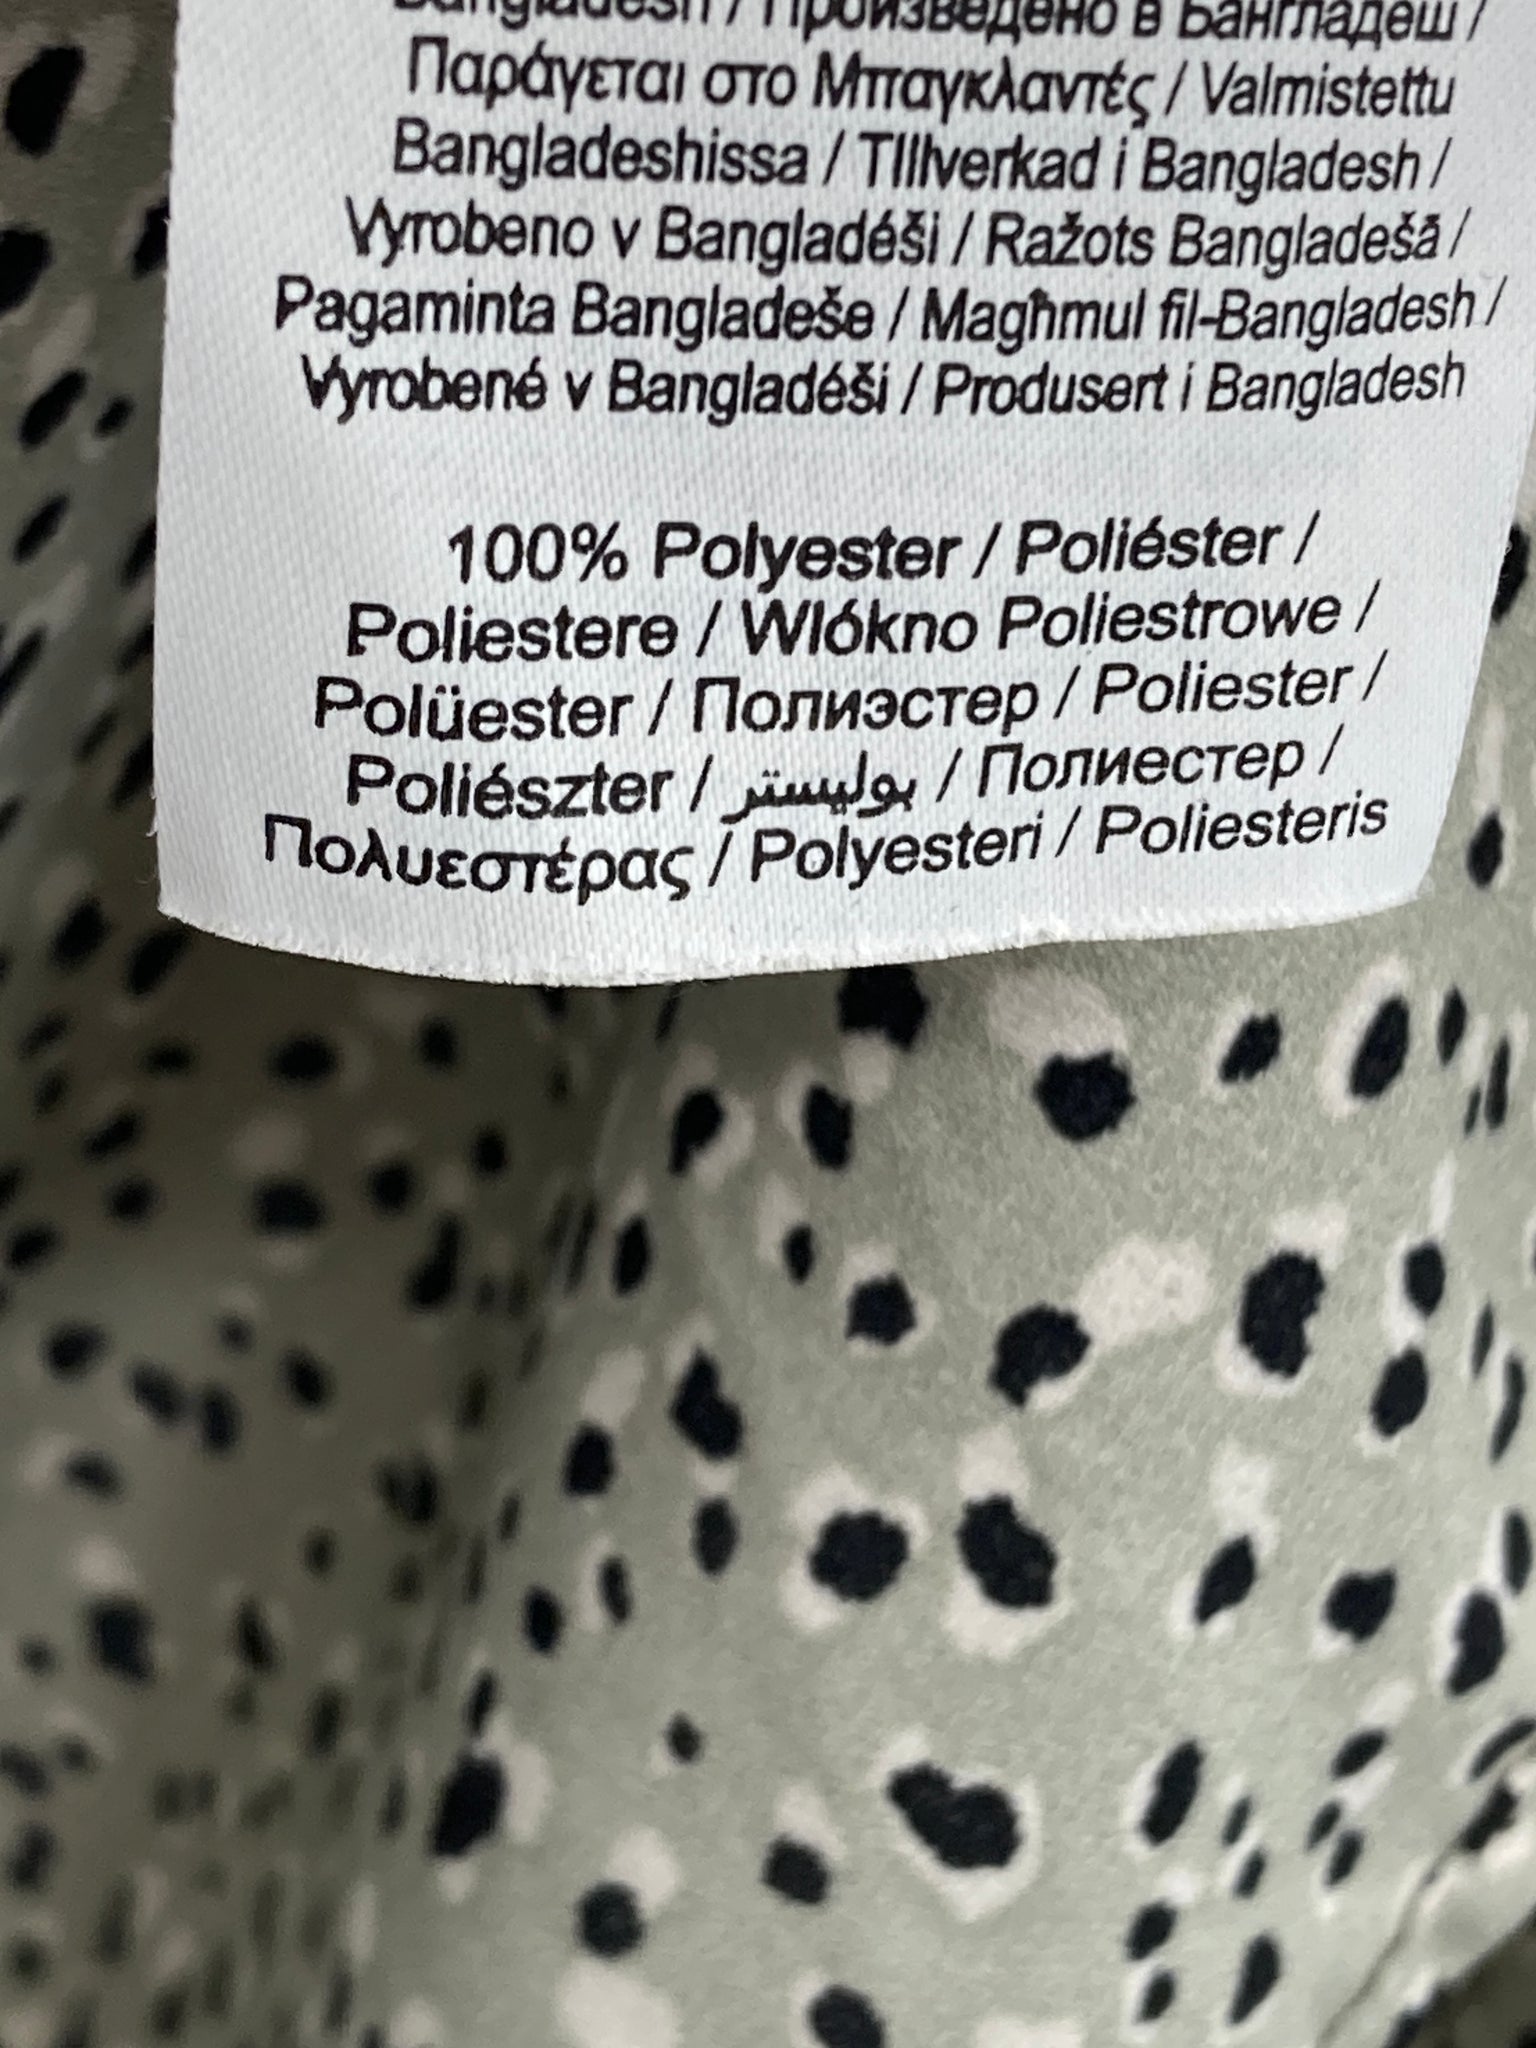 Bangladesh / Произведено в Бангладеш /
Παράγεται στο Μπαγκλαντές / Valmistettu
Bangladeshissa / TIllverkad i Bangladesh /
Vyrobeno v Bangladéši / Ražots Bangladešā /
Pagaminta Bangladeše / Magħmul fil-Bangladesh /
Vyrobené v Bangladéši / Produsert i Bangladesh
100% Polyester / Poliéster /
Poliestere / Wlókno Poliestrowe /
Polüester / Полиэстер / Poliester /
Poliészter / بوليستر / Полиестер /
Πολυεστέρας / Polyesteri / Poliesteris